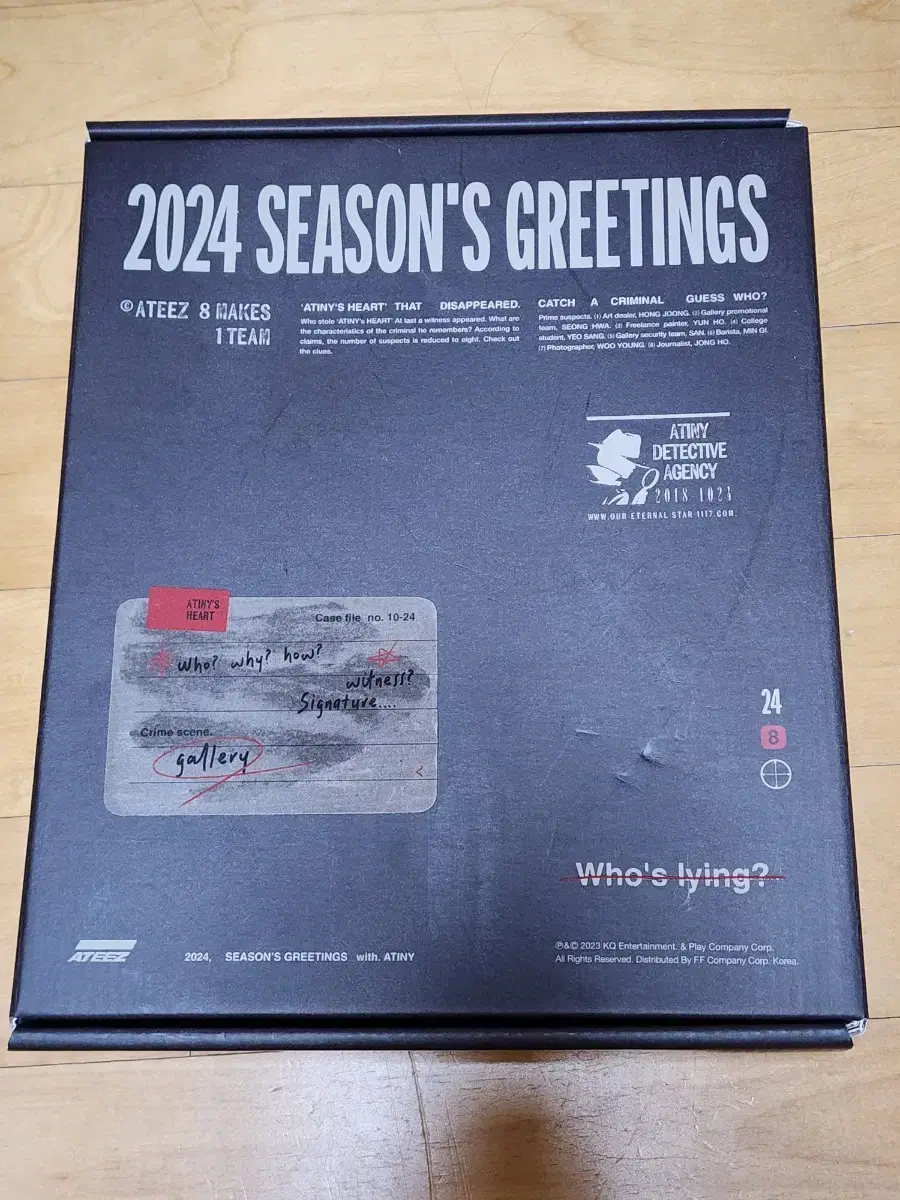 2024 SEASON'S GREETINGS
© ATEEZ 8 MAKES
1 TEAM
'ATINY'S HEART' THAT DISAPPEARED.
Who stole 'ATINY'S HEART' At last a witness appeared. What are
the characteristics of the criminal he remembers? According to
claims, the number of suspects is reduced to eight. Check out
the clues.
CATCH A CRIMINAL GUESS WHO?
Prime suspects. (1) Art dealer, HONG JOONG. (2) Gallery promotional
team, SEONG HWA. (3) Freelance painter, YUN HO. (4) College
student, YEO SANG. (5) Gallery security team, SAN. (6) Barista, MIN GI.
(7) Photographer, WOO YOUNG. (8) Journalist, JONG HO.
ATINY
DETECTIVE
AGENCY
2018 1024
WWW.OUR ETERNAL STAR 1117.COM.
ATINY'S
HEART
Case file no. 10-24
Who? why? how?
witness?
Signature....
Crime scene.
gallery
24
8
Who's lying?
ATEEZ
2024, SEASON'S GREETINGS with. ATINY
℗&© 2023 KQ Entertainment. & Play Company Corp.
All Rights Reserved. Distributed By F.F Company Corp. Korea.